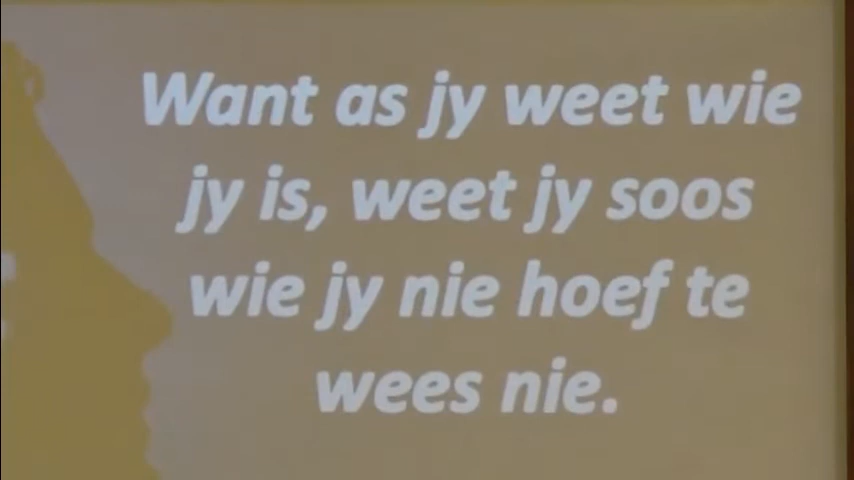 Want as jy weet wie
jy is, weet jy soos
wie jy nie hoef te
wees nie.